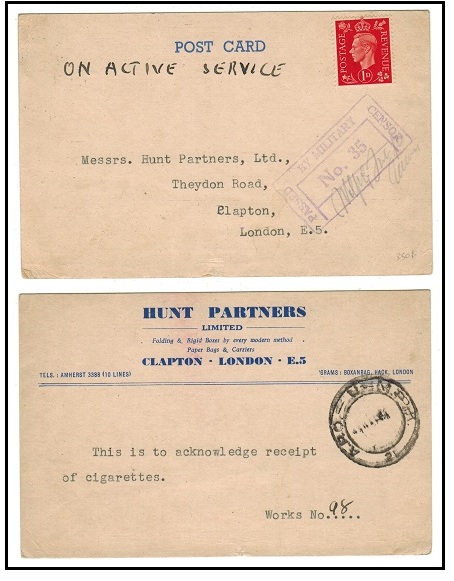 POST CARD
ON ACTIVE SERVICE
POSTAGE REVENUE
1D
PASSED BY MILITARY CENSOR
No. 35
Messrs. Hunt Partners, Ltd.,
Theydon Road,
Clapton,
London, E.5.
HUNT PARTNERS
LIMITED
Folding & Rigid Boxes by every modern method
Paper Bags & Carriers
CLAPTON · LONDON · E.5
TELS. : AMHERST 3388 (10 LINES)
'GRAMS : BOXANBAG, HACK, LONDON
This is to acknowledge receipt
of cigarettes.
Works No. 98